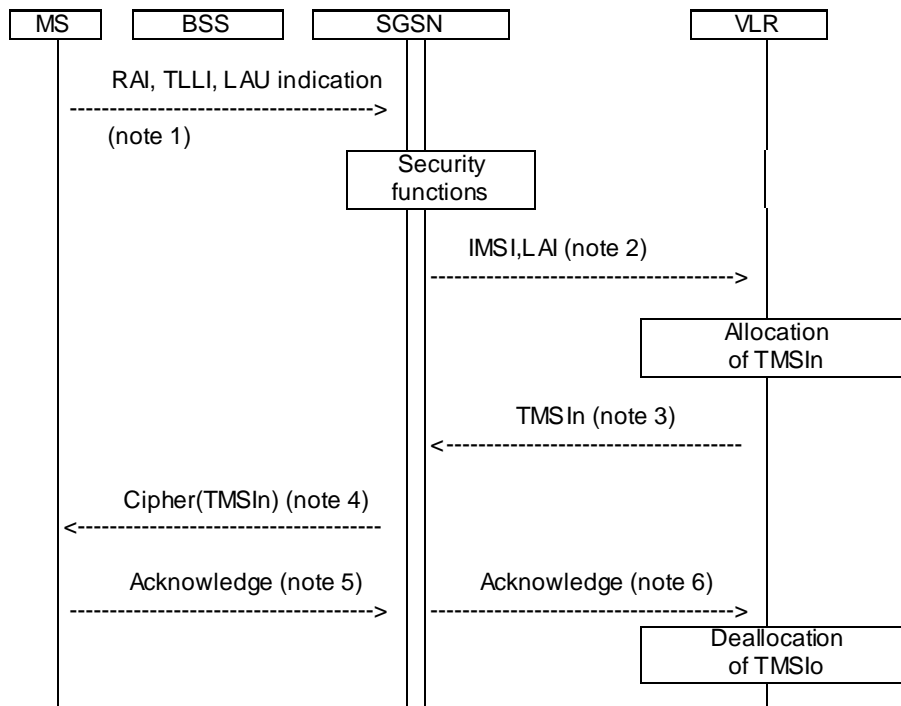 MS BSS SGSN VLR
RAI, TLLI, LAU indication
(note 1)
Security
functions
IMSI,LAI (note 2)
Allocation
of TMSIn
TMSIn (note 3)
Cipher(TMSIn) (note 4)
Acknowledge (note 5) Acknowledge (note 6)
Deallocation
of TMSIo